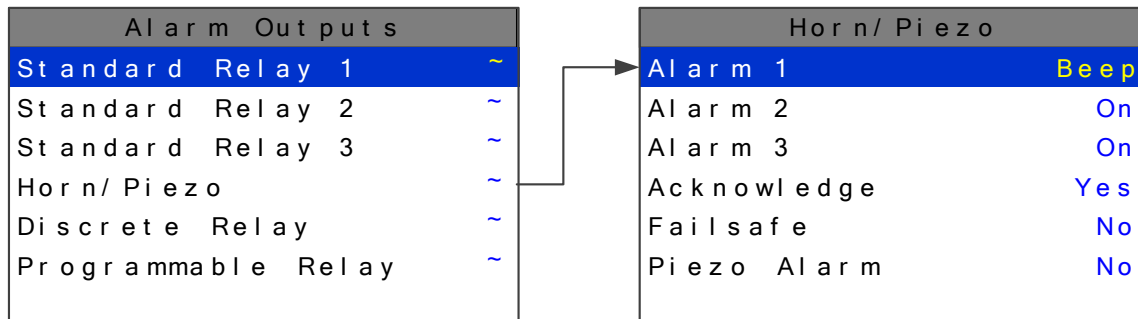 Alarm Outputs
Standard Relay 1 ~
Standard Relay 2 ~
Standard Relay 3 ~
Horn/Piezo ~
Discrete Relay ~
Programmable Relay ~
Horn/Piezo
Alarm 1 Beep
Alarm 2 On
Alarm 3 On
Acknowledge Yes
Failsafe No
Piezo Alarm No